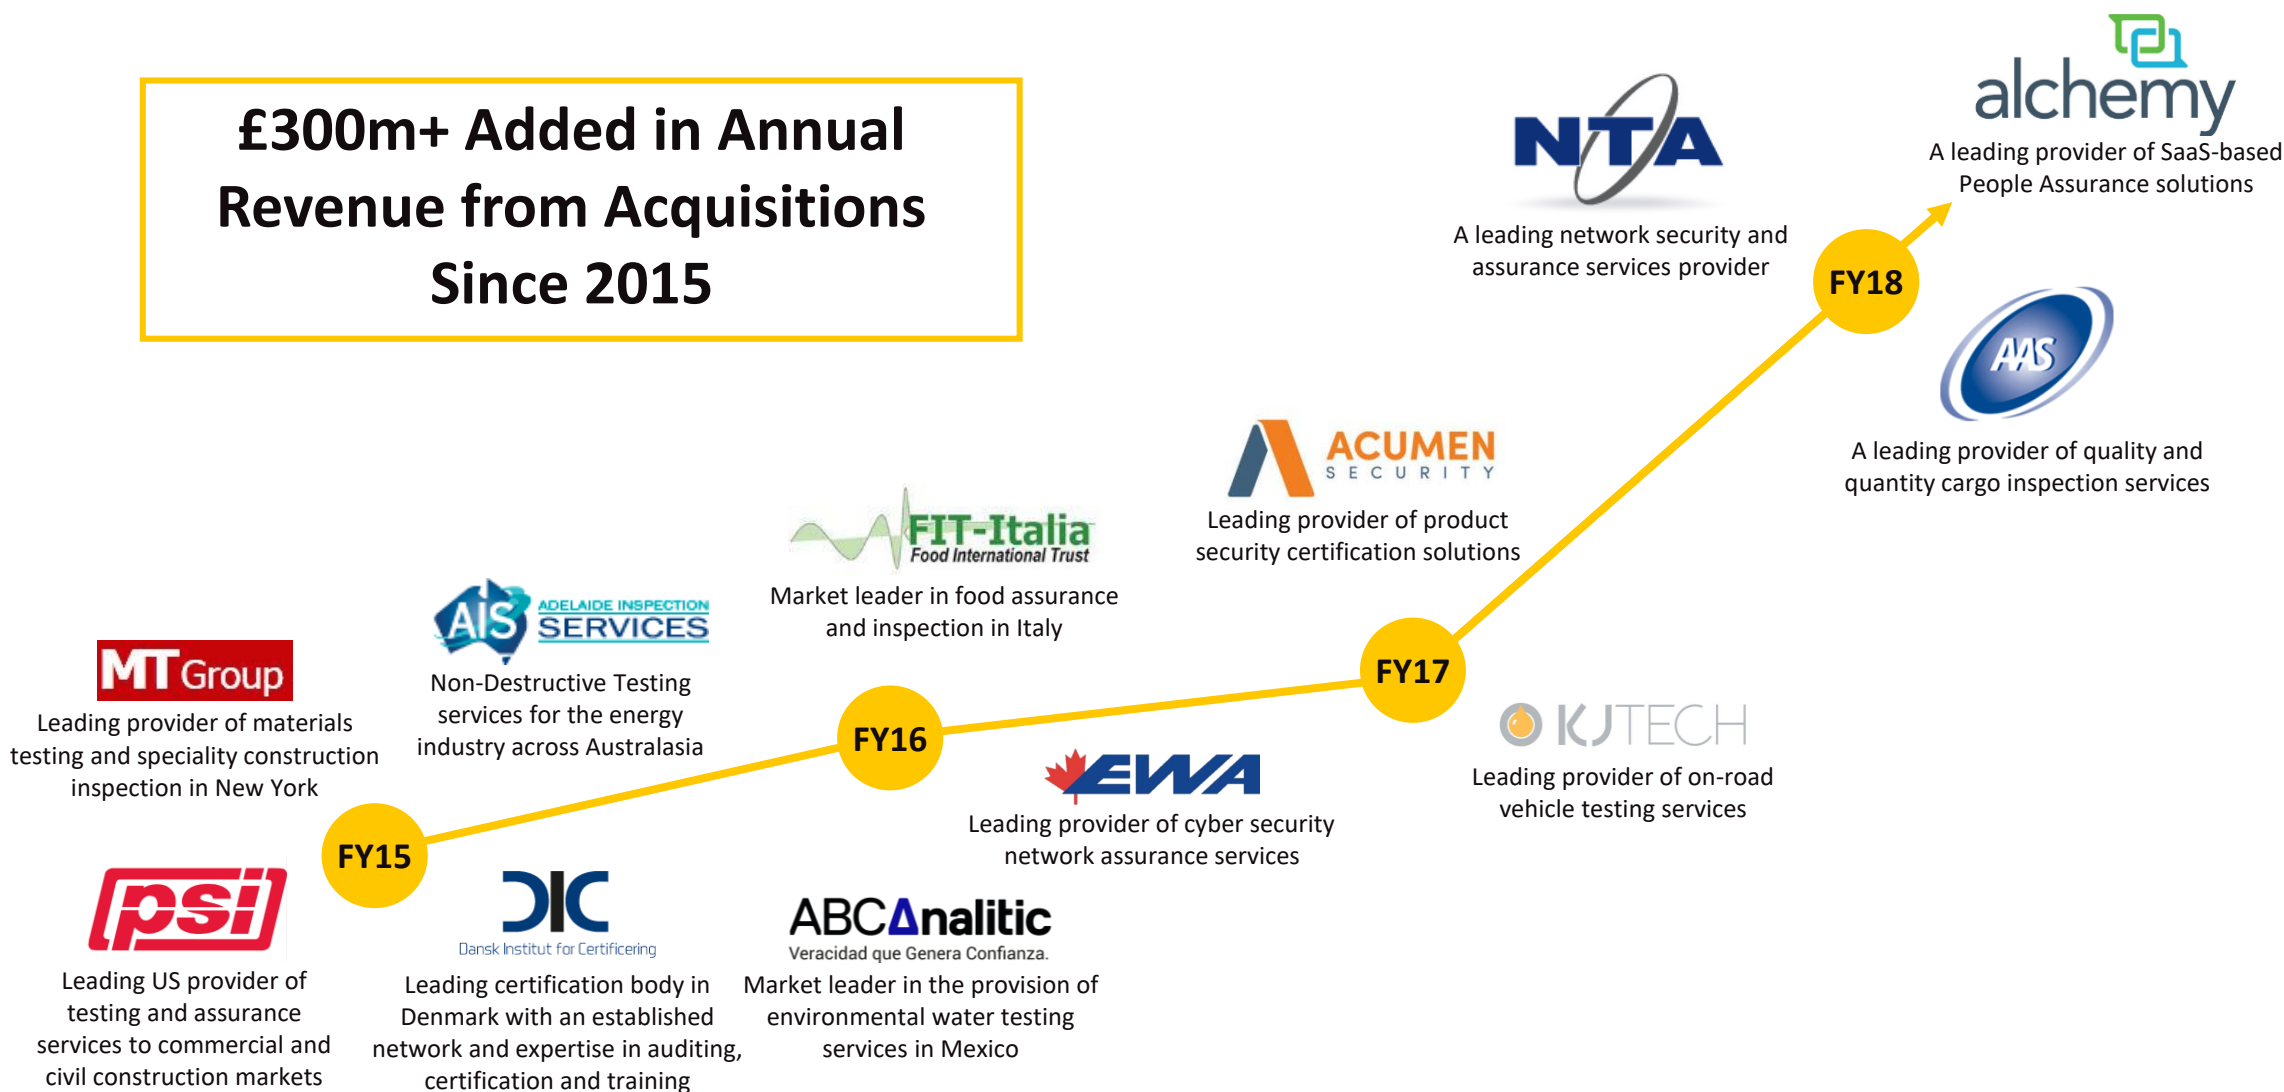 £300m+ Added in Annual
Revenue from Acquisitions
Since 2015
MT Group
Leading provider of materials
testing and speciality construction
inspection in New York
psi
Leading US provider of
testing and assurance
services to commercial and
civil construction markets
FY15
AIS ADELAIDE INSPECTION
SERVICES
Non-Destructive Testing
services for the energy
industry across Australasia
DIC
Dansk Institut for Certificering
Leading certification body in
Denmark with an established
network and expertise in auditing,
certification and training
FIT-Italia
Food International Trust
Market leader in food assurance
and inspection in Italy
FY16
EWA
Leading provider of cyber security
network assurance services
ABCAnalitic
Veracidad que Genera Confianza.
Market leader in the provision of
environmental water testing
services in Mexico
ACUMEN
SECURITY
Leading provider of product
security certification solutions
FY17
KJTECH
Leading provider of on-road
vehicle testing services
NTA
A leading network security and
assurance services provider
FY18
alchemy
A leading provider of SaaS-based
People Assurance solutions
AAS
A leading provider of quality and
quantity cargo inspection services